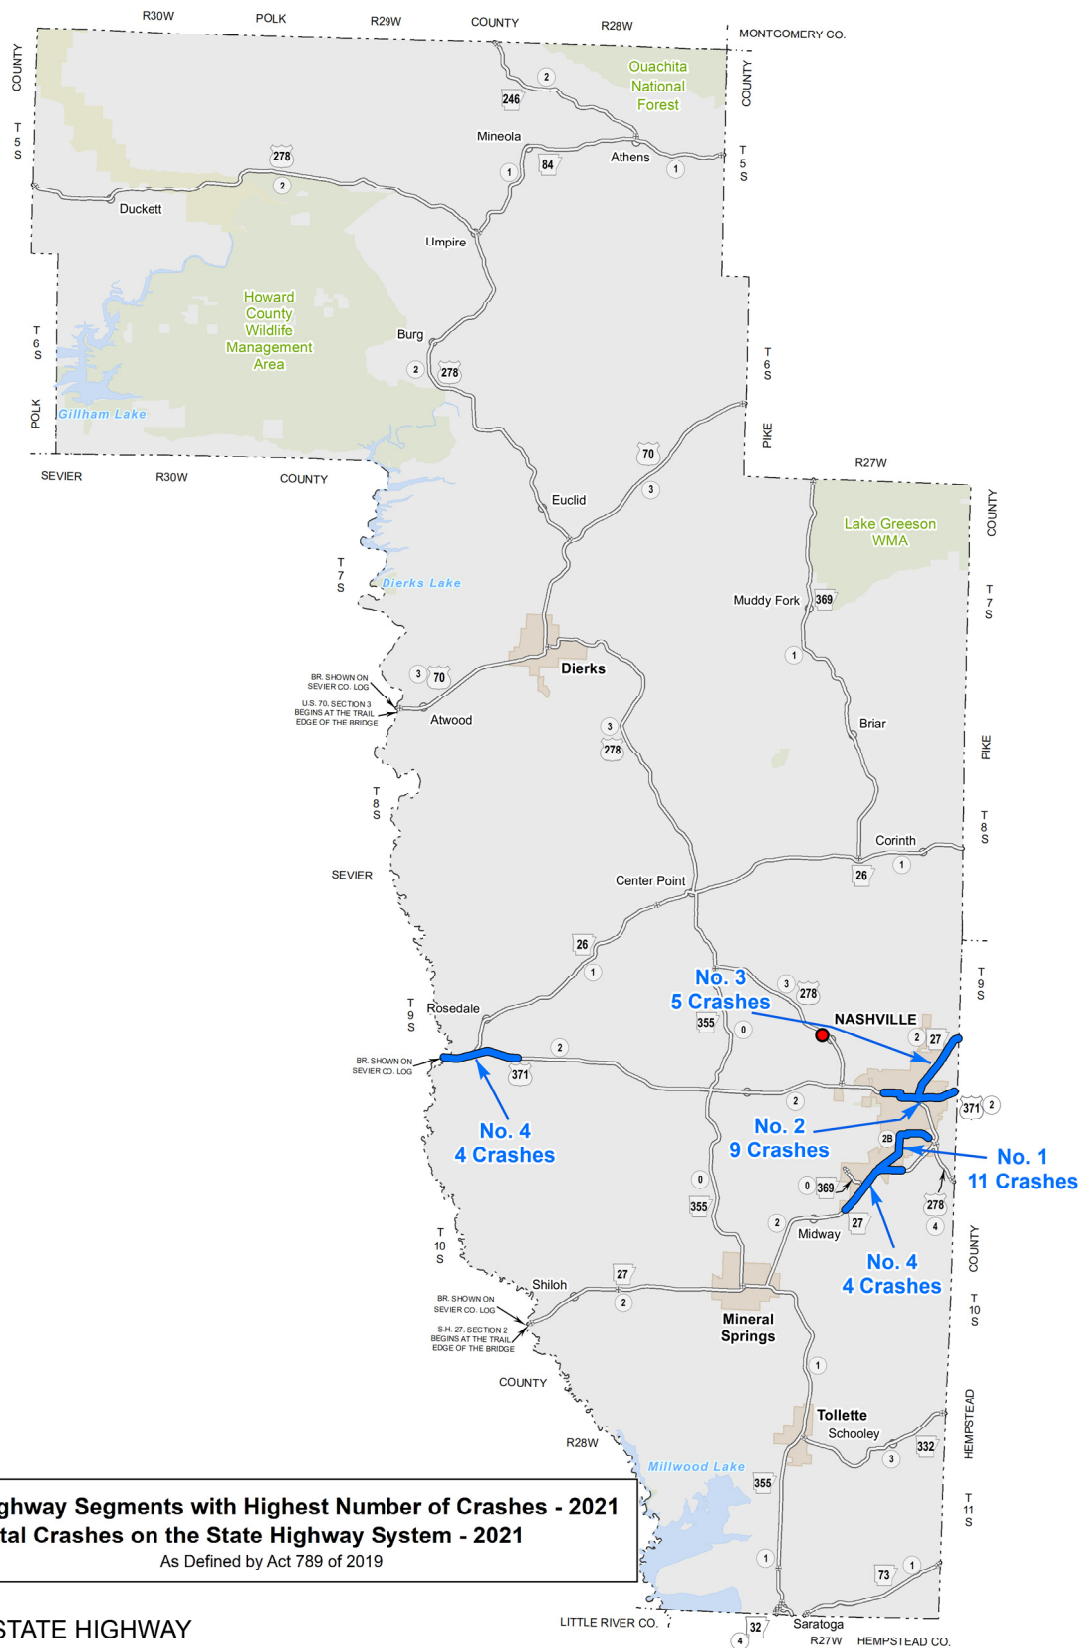 R30W
POLK
R29W
COUNTY
R28W
MONTGOMERY CO.
COUNTY
T
5
S
Ouachita
National
Forest
COUNTY
2
246
Mineola
84
Athens
1
1
T
5
S
278
2
Duckett
Umpire
Howard
County
Wildlife
Management
Area
T
6
S
Burg
2
278
T
6
S
POLK
Gillham Lake
PIKE
70
3
SEVIER
R30W
COUNTY
R27W
Euclid
COUNTY
Lake Greeson
WMA
T
7
S
Dierks Lake
Muddy Fork
369
T
7
S
1
Dierks
BR. SHOWN ON
SEVIER CO. LOG
3
70
U.S. 70, SECTION 3
BEGINS AT THE TRAIL
EDGE OF THE BRIDGE
Atwood
3
278
Briar
PIKE
T
8
S
T
8
S
Corinth
1
26
SEVIER
Center Point
26
1
No. 3
5 Crashes
3
278
T
9
S
T
9
S
Rosedale
355
0
NASHVILLE
2
27
BR. SHOWN ON
SEVIER CO. LOG
2
371
2
371
2
No. 4
4 Crashes
No. 2
9 Crashes
2B
No. 1
11 Crashes
0
355
0
369
278
4
2
Midway
27
T
10
S
COUNTY
No. 4
4 Crashes
Shiloh
27
2
BR. SHOWN ON
SEVIER CO. LOG
S.H. 27, SECTION 2
BEGINS AT THE TRAIL
EDGE OF THE BRIDGE
Mineral
Springs
T
10
S
COUNTY
1
HEMPSTEAD
Tollette
Schooley
R28W
332
3
Millwood Lake
355
T
11
S
ghway Segments with Highest Number of Crashes - 2021
tal Crashes on the State Highway System - 2021
As Defined by Act 789 of 2019
1
73
1
STATE HIGHWAY
LITTLE RIVER CO.
32
4
Saratoga
R27W
HEMPSTEAD CO.